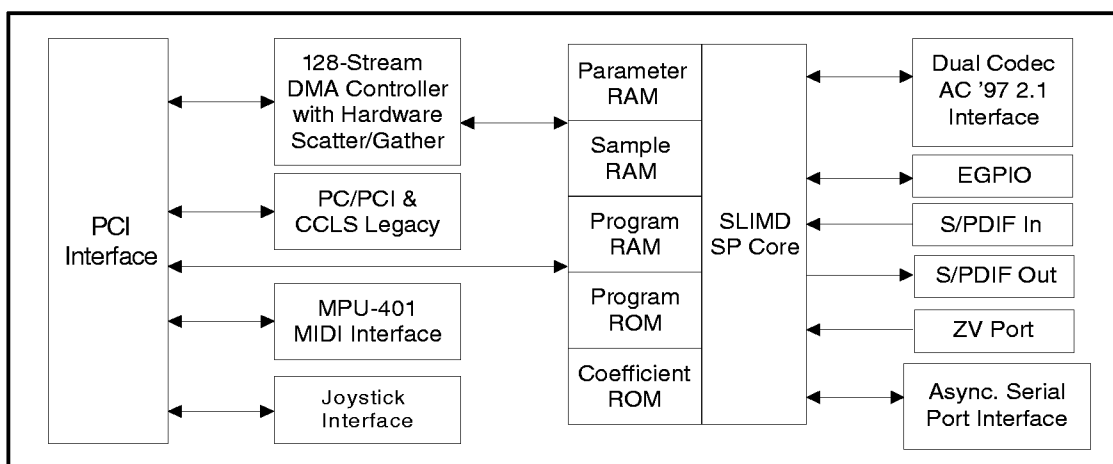 PCI
Interface
128-Stream
DMA Controller
with Hardware
Scatter/Gather
PC/PCI &
CCLS Legacy
MPU-401
MIDI Interface
Joystick
Interface
Parameter
RAM
Sample
RAM
Program
RAM
Program
ROM
Coefficient
ROM
SLIMD
SP Core
Dual Codec
AC '97 2.1
Interface
EGPIO
S/PDIF In
S/PDIF Out
ZV Port
Async. Serial
Port Interface